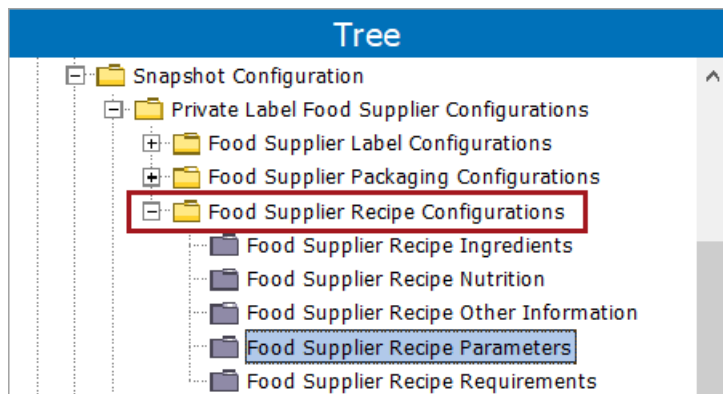 Tree
Snapshot Configuration
Private Label Food Supplier Configurations
Food Supplier Label Configurations
Food Supplier Packaging Configurations
Food Supplier Recipe Configurations
Food Supplier Recipe Ingredients
Food Supplier Recipe Nutrition
Food Supplier Recipe Other Information
Food Supplier Recipe Parameters
Food Supplier Recipe Requirements